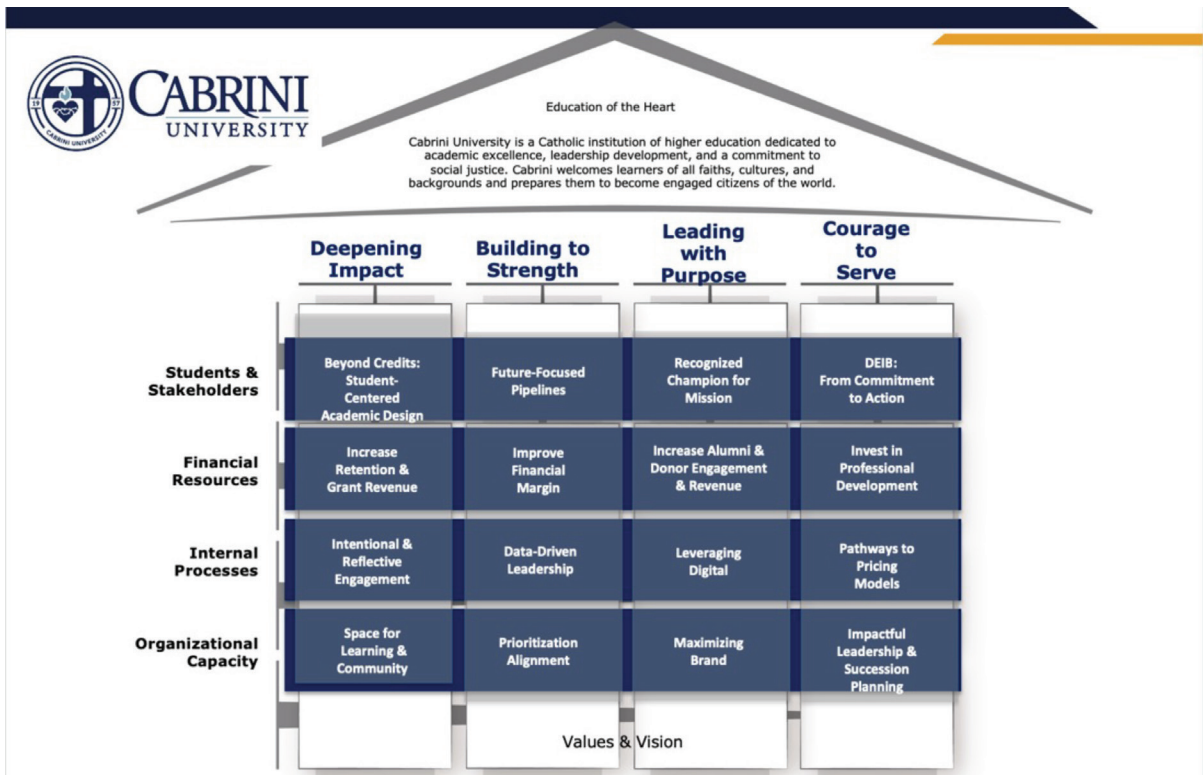 CABRINI
UNIVERSITY
19 57
CABRINI UNIVERSITY
Education of the Heart
Cabrini University is a Catholic institution of higher education dedicated to
academic excellence, leadership development, and a commitment to
social justice. Cabrini welcomes learners of all faiths, cultures, and
backgrounds and prepares them to become engaged citizens of the world.
Deepening
Impact
Building to
Strength
Leading
with
Purpose
Courage
to
Serve
Students &
Stakeholders
Beyond Credits:
Student-
Centered
Academic Design
Future-Focused
Pipelines
Recognized
Champion for
Mission
DEIB:
From Commitment
to Action
Financial
Resources
Increase
Retention &
Grant Revenue
Improve
Financial
Margin
Increase Alumni &
Donor Engagement
& Revenue
Invest in
Professional
Development
Internal
Processes
Intentional &
Reflective
Engagement
Data-Driven
Leadership
Leveraging
Digital
Pathways to
Pricing
Models
Organizational
Capacity
Space for
Learning &
Community
Prioritization
Alignment
Maximizing
Brand
Impactful
Leadership &
Succession
Planning
Values & Vision